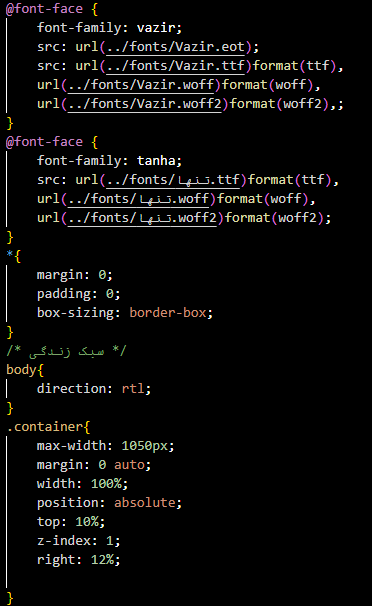 @font-face {
font-family: vazir;
src: url(../fonts/Vazir.eot);
src: url(../fonts/Vazir.ttf)format(ttf),
url(../fonts/Vazir.woff)format(woff),
url(../fonts/Vazir.woff2)format(woff2),;
}
@font-face {
font-family: tanha;
src: url(../fonts/تنها.ttf)format(ttf),
url(../fonts/تنها.woff)format(woff),
url(../fonts/تنها.woff2)format(woff2);
}
*{
margin: 0;
padding: 0;
box-sizing: border-box;
}
/* سبک زندگی */
body{
direction: rtl;
}
.container{
max-width: 1050px;
margin: 0 auto;
width: 100%;
position: absolute;
top: 10%;
z-index: 1;
right: 12%;
}